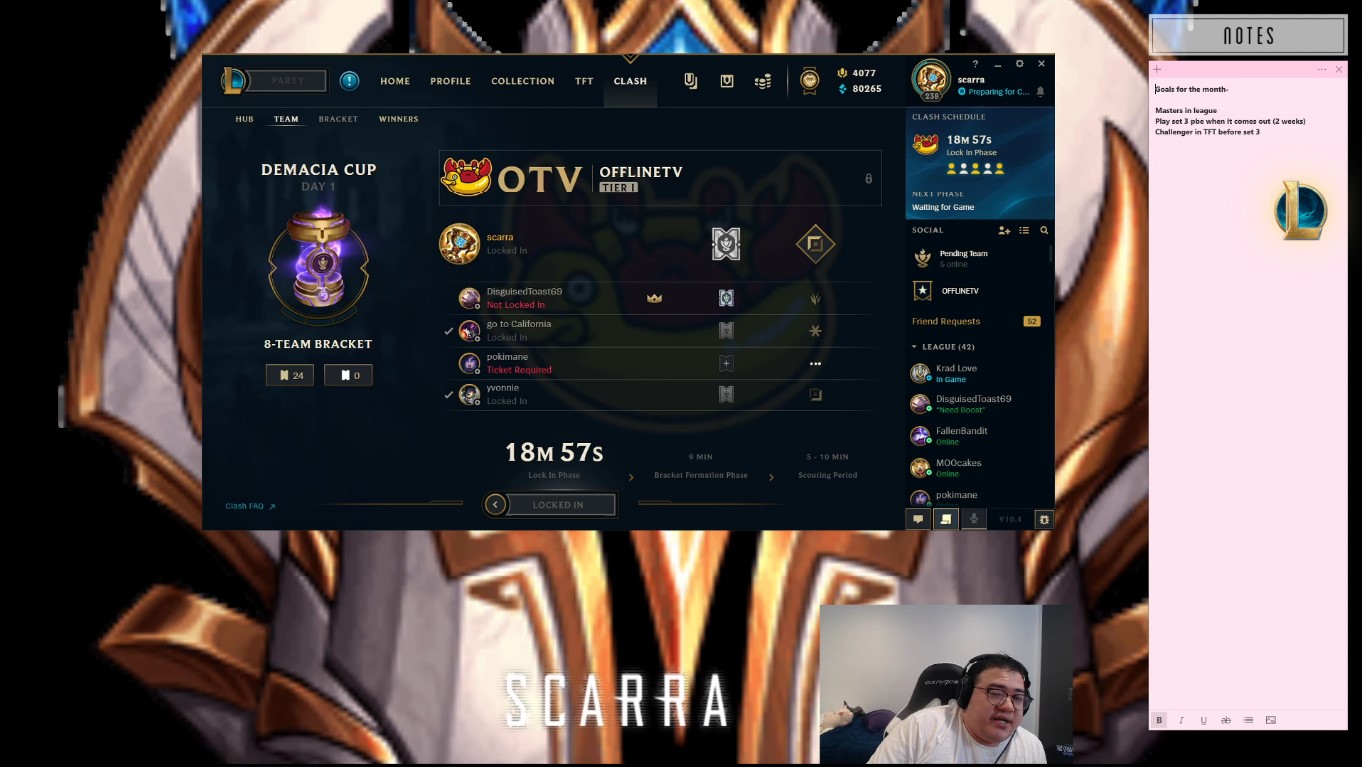 NOTES
PARTY
HOME
PROFILE
COLLECTION
TFT
CLASH
4077
80265
238
scarra
Preparing for C...
HUB
TEAM
BRACKET
WINNERS
DEMACIA CUP
DAY 1
8-TEAM BRACKET
24
0
Clash FAQ
OTV
OFFLINETV
TIER I
scarra
Locked In
DisguisedToast69
Not Locked In
go to California
Locked In
pokimane
Ticket Required
yvonnie
Locked In
18M 57S
Lock In Phase
9 MIN
Bracket Formation Phase
5 - 10 MIN
Scouting Period
LOCKED IN
CLASH SCHEDULE
18M 57S
Lock In Phase
NEXT PHASE
Waiting for Game
SOCIAL
Pending Team
5 online
OFFLINETV
Friend Requests
52
LEAGUE (42)
Krad Love
In Game
DisguisedToast69
"Need Boost"
FallenBandit
Online
MOOcakes
Online
pokimane
V10.4
Goals for the month-
Masters in league
Play set 3 pbe when it comes out (2 weeks)
Challenger in TFT before set 3
B I U ab
SCARRA